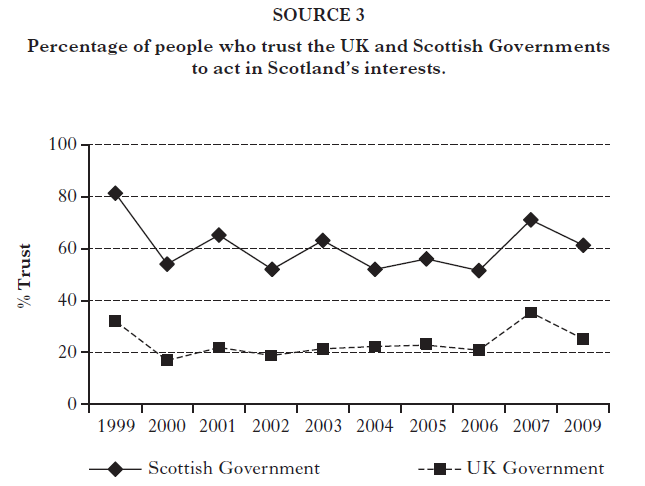 SOURCE 3
Percentage of people who trust the UK and Scottish Governments
to act in Scotland's interests.
100
80
60
40
20
0
% Trust
1999 2000 2001 2002 2003 2004 2005 2006 2007 2009
Scottish Government
UK Government